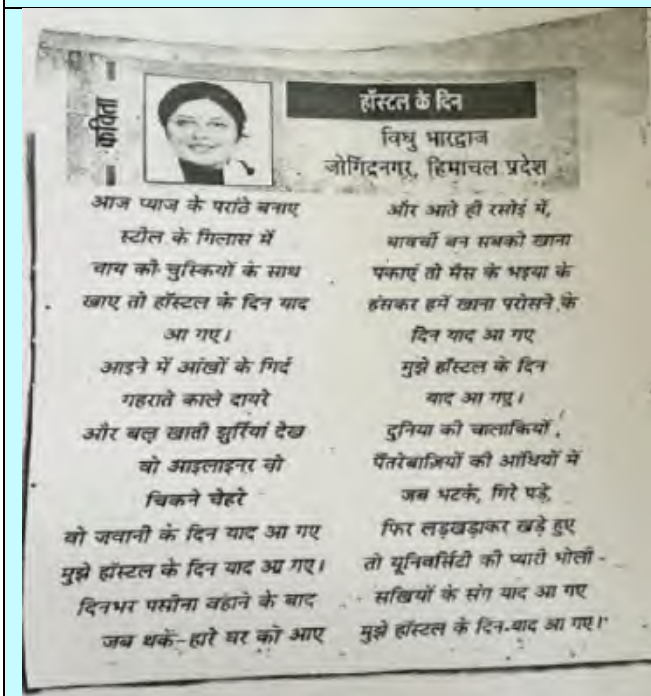 कविता
हॉस्टल के दिन
विधु भारद्वाज
जोगिंद्रनगर, हिमाचल प्रदेश
आज प्याज के परांठे बनाए
स्टील के गिलास में
चाय की चुस्कियों के साथ
खाए तो हॉस्टल के दिन याद
आ गए।
आइने में आंखों के गिर्द
गहराते काले दायरे
और बल खाती झुर्रियां देख
वो आइलाइनर वो
चिकने चेहरे
वो जवानी के दिन याद आ गए
मुझे हॉस्टल के दिन याद आ गए।
दिनभर पसीना बहाने के बाद
जब थके-हारे घर को आए
और आते ही रसोई में,
बावर्ची बन सबको खाना
पकाएं तो मैस के भइया के
हंसकर हमें खाना परोसने के
दिन याद आ गए
मुझे हॉस्टल के दिन
याद आ गए।
दुनिया की चालाकियों,
पैंतरेबाज़ियों की आंधियों में
जब भटके, गिरे पड़े,
फिर लड़खड़ाकर खड़े हुए
तो यूनिवर्सिटी की प्यारी भोली-
सखियों के संग याद आ गए
मुझे हॉस्टल के दिन याद आ गए।